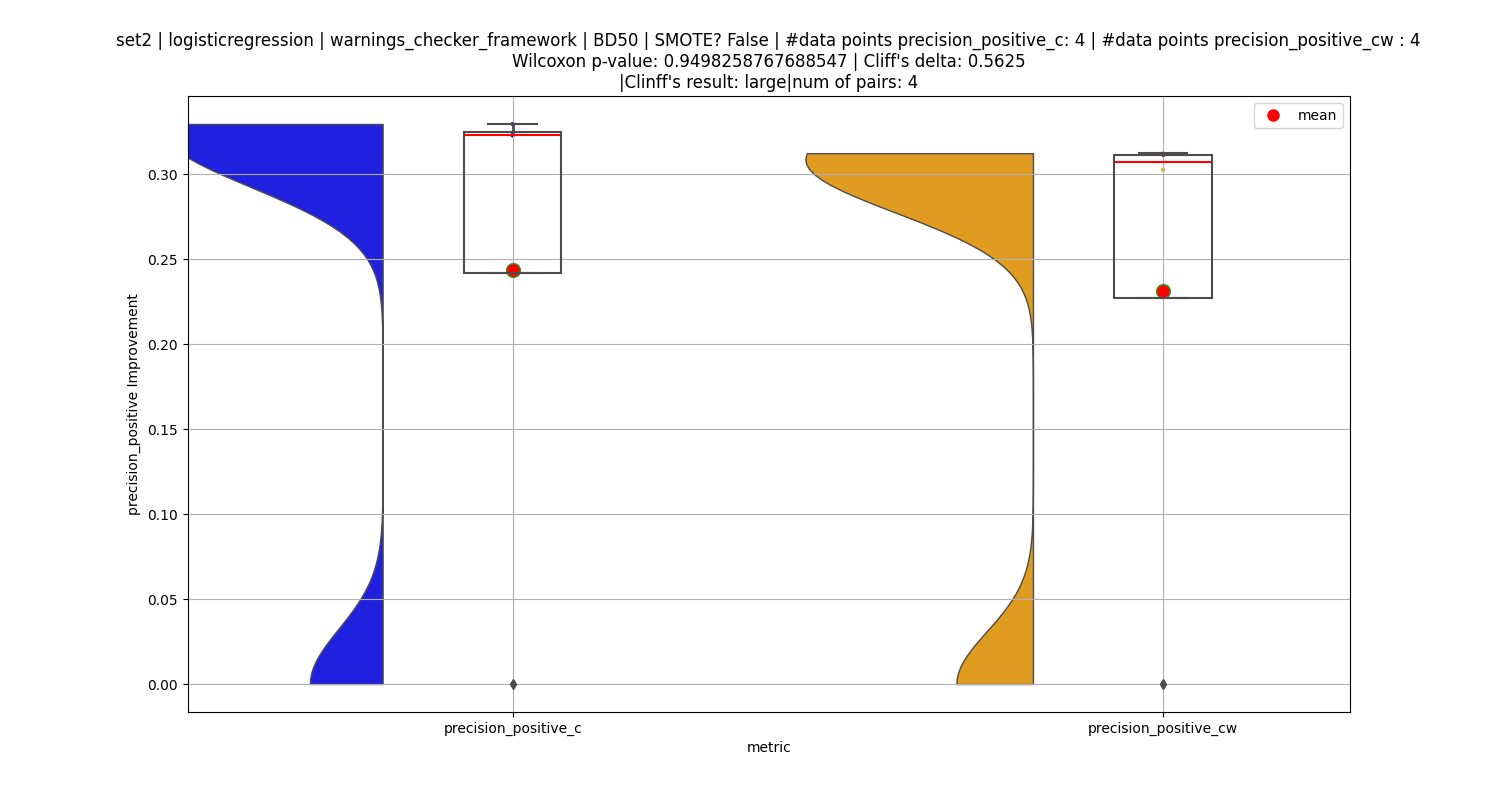 set2 | logisticregression | warnings_checker_framework | BD50 | SMOTE? False | #data points precision_positive_c: 4 | #data points precision_positive_cw : 4
Wilcoxon p-value: 0.9498258767688547 | Cliff's delta: 0.5625
|Clinff's result: large|num of pairs: 4
mean
precision_positive Improvement
0.30
0.25
0.20
0.15
0.10
0.05
0.00
precision_positive_c
precision_positive_cw
metric